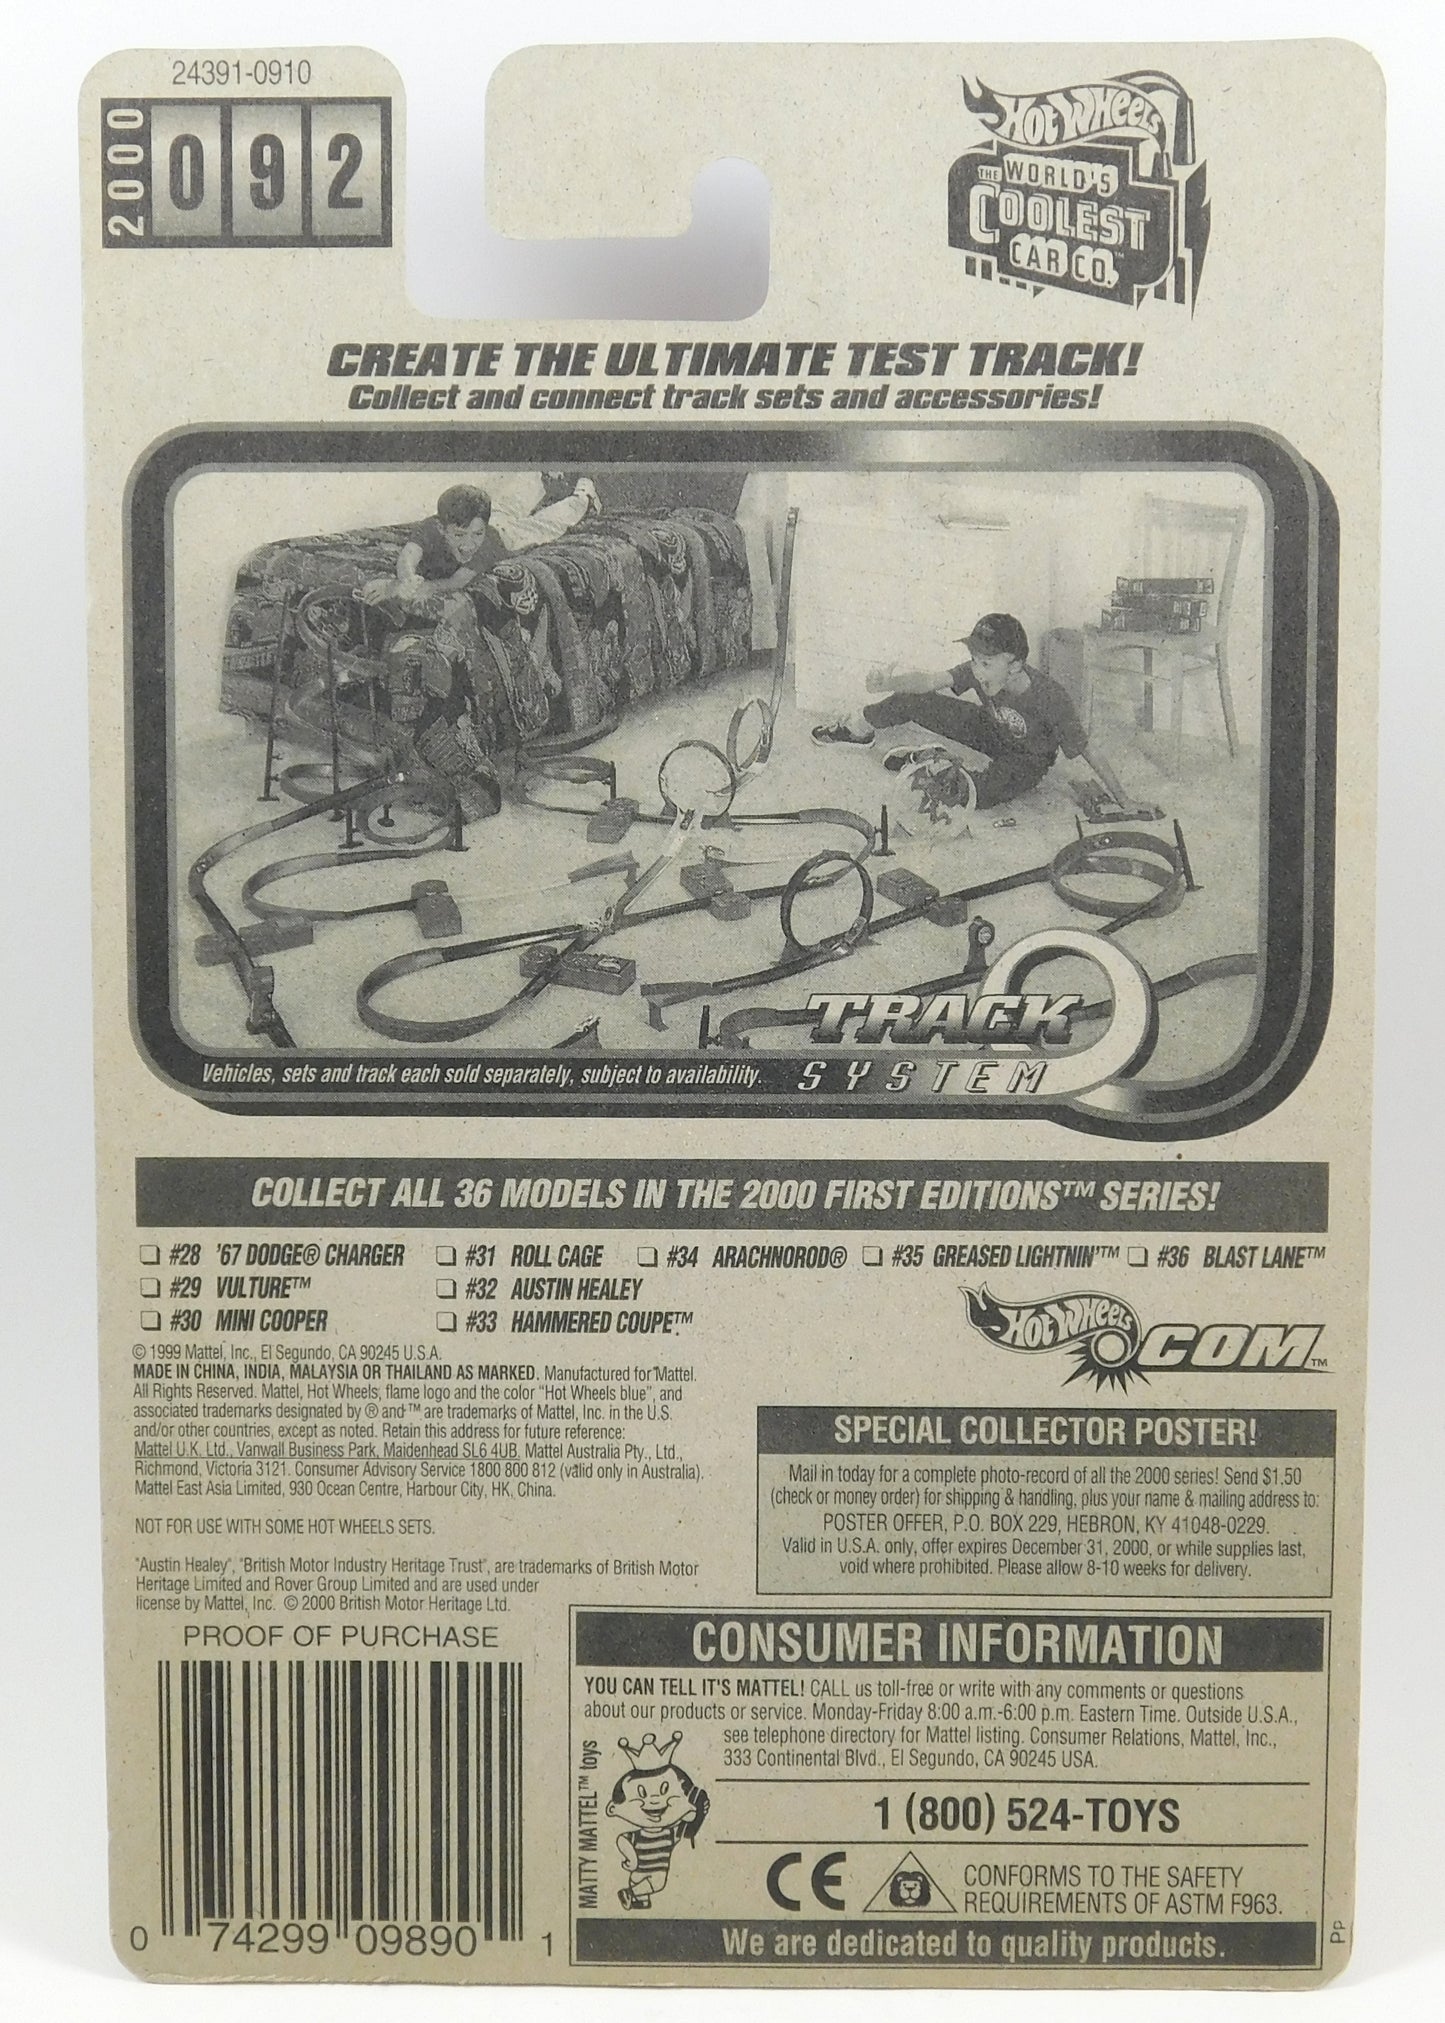 24391-0910
2000
092
HOT WHEELS
THE WORLD'S
COOLEST
CAR CO.™
CREATE THE ULTIMATE TEST TRACK!
Collect and connect track sets and accessories!
TRACK
SYSTEM
Vehicles, sets and track each sold separately, subject to availability.
COLLECT ALL 36 MODELS IN THE 2000 FIRST EDITIONS™ SERIES!
❏ #28 '67 DODGE® CHARGER ❏ #31 ROLL CAGE ❏ #34 ARACHNOROD® ❏ #35 GREASED LIGHTNIN'™ ❏ #36 BLAST LANE™
❏ #29 VULTURE™ ❏ #32 AUSTIN HEALEY
❏ #30 MINI COOPER ❏ #33 HAMMERED COUPE™
HOT WHEELS.COM™
© 1999 Mattel, Inc., El Segundo, CA 90245 U.S.A.
MADE IN CHINA, INDIA, MALAYSIA OR THAILAND AS MARKED. Manufactured for Mattel.
All Rights Reserved. Mattel, Hot Wheels, flame logo and the color "Hot Wheels blue", and
associated trademarks designated by ® and ™ are trademarks of Mattel, Inc. in the U.S.
and/or other countries, except as noted. Retain this address for future reference:
Mattel U.K. Ltd., Vanwall Business Park, Maidenhead SL6 4UB. Mattel Australia Pty., Ltd.,
Richmond, Victoria 3121. Consumer Advisory Service 1800 800 812 (valid only in Australia).
Mattel East Asia Limited, 930 Ocean Centre, Harbour City, HK, China.
NOT FOR USE WITH SOME HOT WHEELS SETS.
"Austin Healey", "British Motor Industry Heritage Trust", are trademarks of British Motor
Heritage Limited and Rover Group Limited and are used under
license by Mattel, Inc. © 2000 British Motor Heritage Ltd.
SPECIAL COLLECTOR POSTER!
Mail in today for a complete photo-record of all the 2000 series! Send $1.50
(check or money order) for shipping & handling, plus your name & mailing address to:
POSTER OFFER, P.O. BOX 229, HEBRON, KY 41048-0229.
Valid in U.S.A. only, offer expires December 31, 2000, or while supplies last,
void where prohibited. Please allow 8-10 weeks for delivery.
PROOF OF PURCHASE
0 74299 09890 1
CONSUMER INFORMATION
YOU CAN TELL IT'S MATTEL! CALL us toll-free or write with any comments or questions
about our products or service. Monday-Friday 8:00 a.m.-6:00 p.m. Eastern Time. Outside U.S.A.,
see telephone directory for Mattel listing. Consumer Relations, Mattel, Inc.,
333 Continental Blvd., El Segundo, CA 90245 USA.
MATTY MATTEL™ toys
1 (800) 524-TOYS
CE
CONFORMS TO THE SAFETY
REQUIREMENTS OF ASTM F963.
We are dedicated to quality products.
Pp